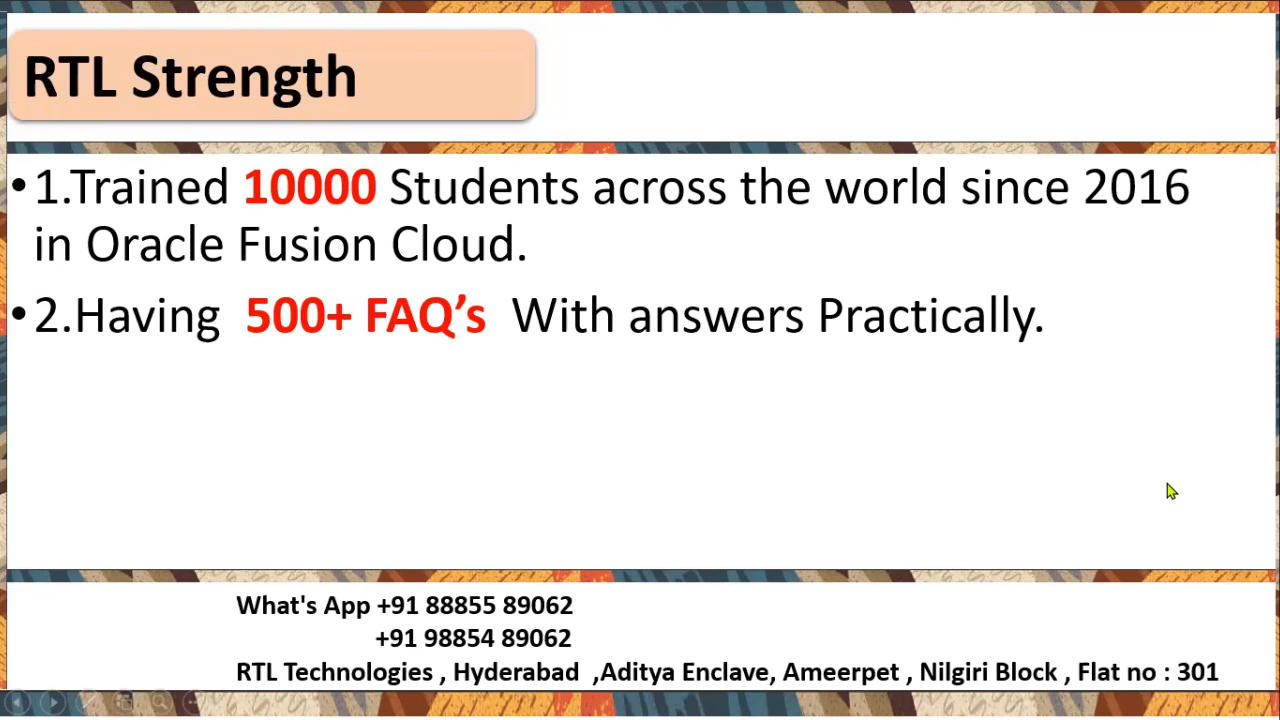 RTL Strength
•1.Trained 10000 Students across the world since 2016
in Oracle Fusion Cloud.
•2.Having 500+ FAQ’s With answers Practically.
What's App +91 88855 89062
+91 98854 89062
RTL Technologies , Hyderabad ,Aditya Enclave, Ameerpet , Nilgiri Block , Flat no : 301